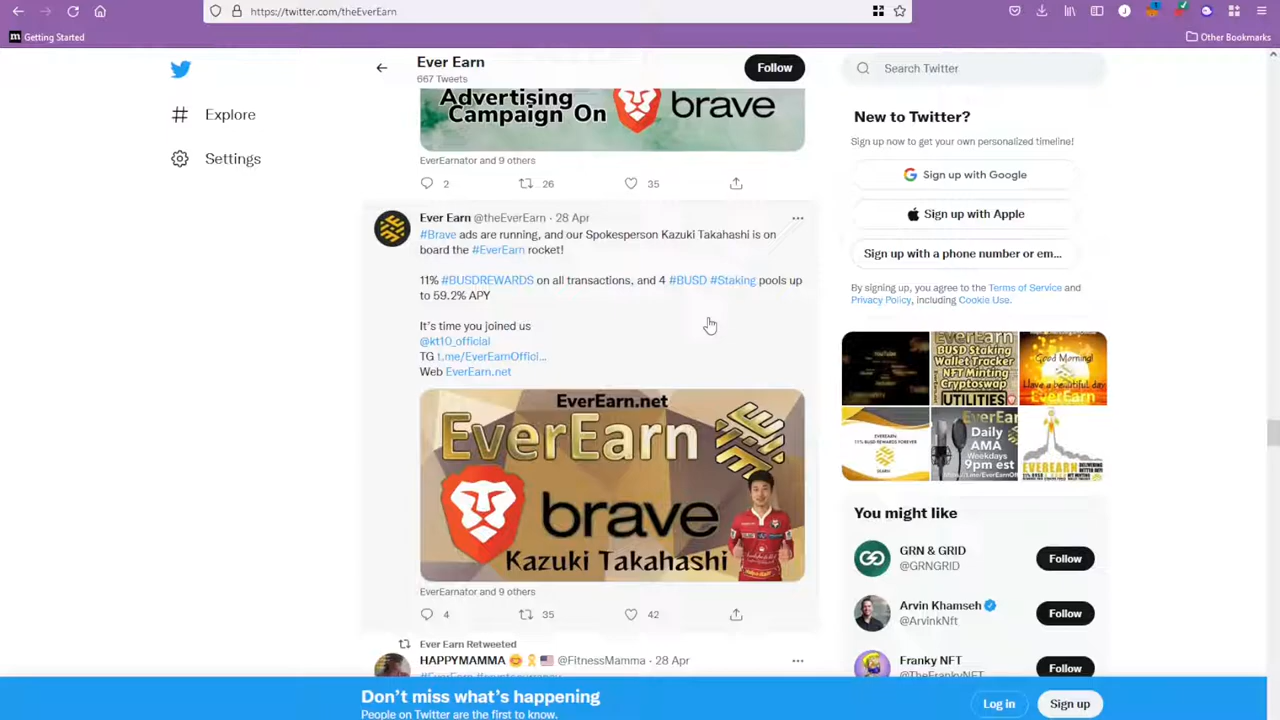 https://twitter.com/theEverEarn
Getting Started
Other Bookmarks
Explore
Settings
Ever Earn
667 Tweets
Follow
Advertising
Campaign On brave
EverEarnator and 9 others
2 26 35
Ever Earn @theEverEarn · 28 Apr
#Brave ads are running, and our Spokesperson Kazuki Takahashi is on
board the #EverEarn rocket!
11% #BUSDREWARDS on all transactions, and 4 #BUSD #Staking pools up
to 59.2% APY
It's time you joined us
@kt10_official
TG t.me/EverEarnOffici...
Web EverEarn.net
EverEarn.net
EverEarn
brave
Kazuki Takahashi
EverEarnator and 9 others
4 35 42
Ever Earn Retweeted
HAPPYMAMMA @FitnessMamma · 28 Apr
Search Twitter
New to Twitter?
Sign up now to get your own personalized timeline!
Sign up with Google
Sign up with Apple
Sign up with a phone number or em...
By signing up, you agree to the Terms of Service and
Privacy Policy, including Cookie Use.
EverEarn
BUSD Staking
Wallet Tracker
NFT Minting
Cryptoswap
UTILITIES
Good Morning!
Have a beautiful day
EverEarn
EVEREARN
11% BUSD REWARDS FOREVER
Daily
AMA
Weekdays
9pm est
EVEREARN
You might like
GRN & GRID
@GRNGRID
Follow
Arvin Khamseh
@ArvinkNft
Follow
Franky NFT
@TheFrankyNFT
Follow
Don't miss what's happening
People on Twitter are the first to know.
Log in
Sign up